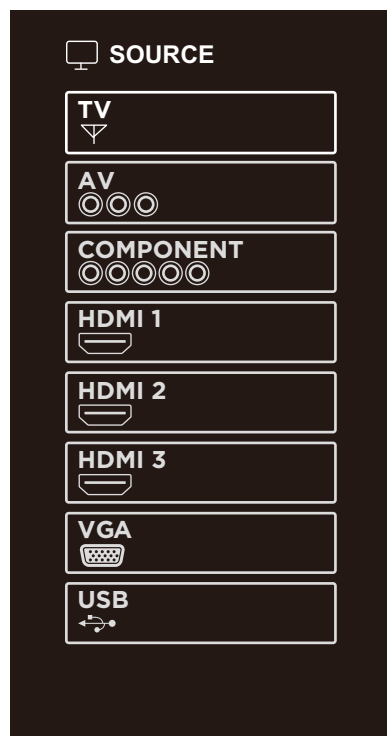 SOURCE
TV
AV
COMPONENT
HDMI 1
HDMI 2
HDMI 3
VGA
USB